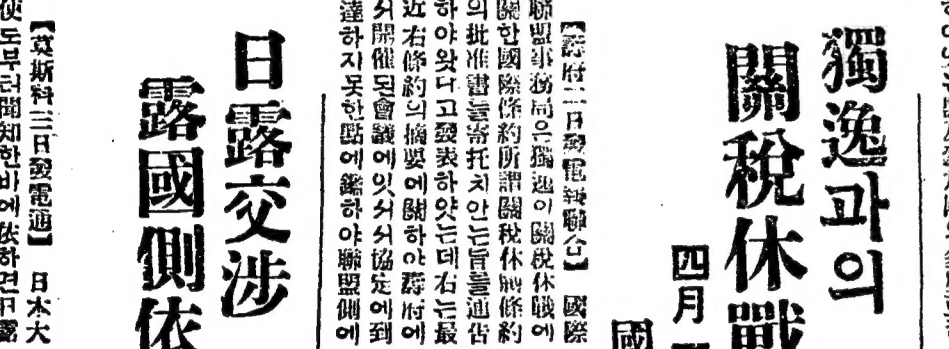 獨逸과의
關稅休戰
四月
國
【壽府二日發電報聯合】 國際
聯盟事務局은獨逸이關稅休戰에
關한國際條約所謂關稅休戰條約
의批准書를寄托치안는旨를通告
하야왓다고發表하얏는데右는最
近右條約의摘要에關하야壽府에
서開催된會議에잇서서協定에到
達하지못한點에鑑하야聯盟側에
日露交涉
露國側依
【莫斯科三日發電通】 日本大
使도부터聞知한바에依하면日露